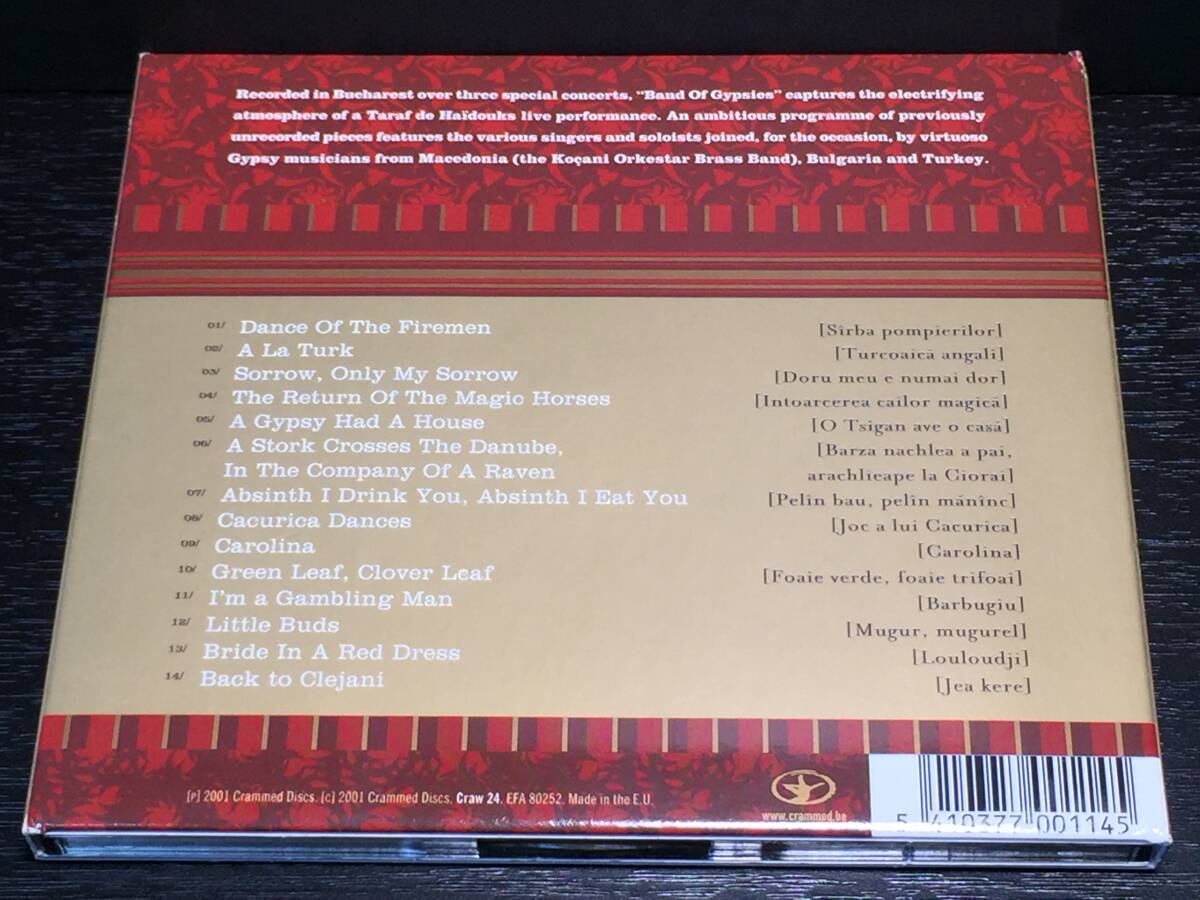 Recorded in Bucharest over three special concerts, "Band Of Gypsies" captures the electrifying
atmosphere of a Taraf de Haïdouks live performance. An ambitious programme of previously
unrecorded pieces features the various singers and soloists joined, for the occasion, by virtuoso
Gypsy musicians from Macedonia (the Koçani Orkestar Brass Band), Bulgaria and Turkey.
01/ Dance Of The Firemen [Sîrba pompierilor]
02/ A La Turk [Turcoaică angali]
03/ Sorrow, Only My Sorrow [Doru meu e numai dor]
04/ The Return Of The Magic Horses [Intoarcerea cailor magică]
05/ A Gypsy Had A House [O Tsigan ave o casă]
06/ A Stork Crosses The Danube, [Barza nachlea a pai,
In The Company Of A Raven arachlieape la Ciorai]
07/ Absinth I Drink You, Absinth I Eat You [Pelîn bau, pelîn mănînc]
08/ Cacurica Dances [Joc a lui Cacurica]
09/ Carolina [Carolina]
10/ Green Leaf, Clover Leaf [Foaie verde, foaie trifoai]
11/ I'm a Gambling Man [Barbugiu]
12/ Little Buds [Mugur, mugurel]
13/ Bride In A Red Dress [Louloudji]
14/ Back to Clejani [Jea kere]
[P] 2001 Crammed Discs. (c) 2001 Crammed Discs. Craw 24. EFA 80252. Made in the E.U.
www.crammed.be
5 410377 001145